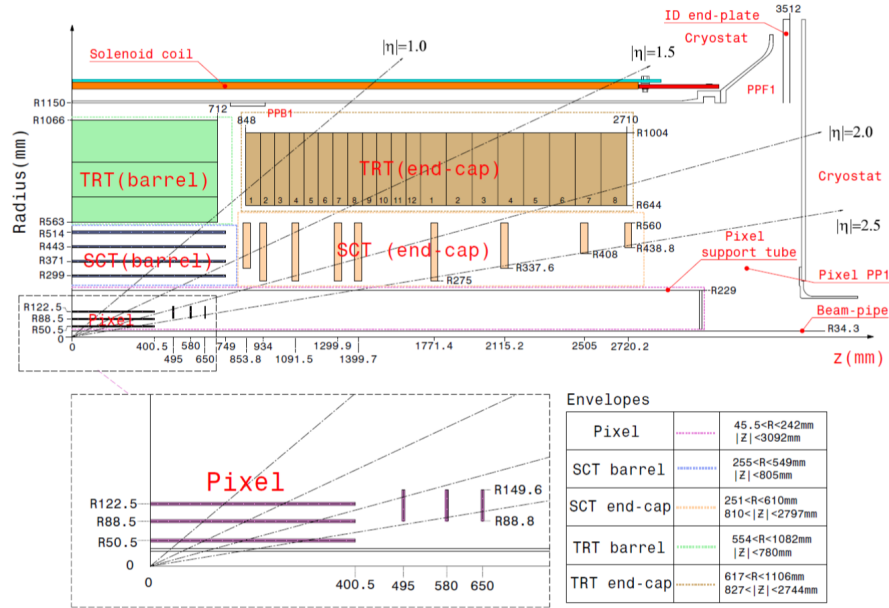 3512
ID end-plate
Cryostat
Solenoid coil
|η|=1.0
|η|=1.5
PPF1
R1150
712
PPB1
848
2710
R1066
R1004
TRT(barrel)
TRT(end-cap)
|η|=2.0
Cryostat
Radius(mm)
1 2 3 4 5 6 7 8 9 10 11 12 1 2 3 4 5 6 7 8
R644
R563
R514
R560
R443
R438.8
|η|=2.5
SCT(barrel)
SCT (end-cap)
R408
Pixel
support tube
R371
R337.6
R299
R275
Pixel PP1
R229
R122.5
R88.5
Pixel
R50.5
Beam-pipe
R34.3
0
0
400.5 580 749 934 1299.9 1771.4 2115.2 2505 2720.2
495 650 853.8 1091.5 1399.7
z(mm)
Pixel
R122.5
R149.6
R88.5
R88.8
R50.5
0
0
400.5 495 580 650
Envelopes
Pixel
45.5<R<242mm
|Z|<3092mm
SCT barrel
255<R<549mm
|Z|<805mm
SCT end-cap
251<R<610mm
810<|Z|<2797mm
TRT barrel
554<R<1082mm
|Z|<780mm
TRT end-cap
617<R<1106mm
827<|Z|<2744mm